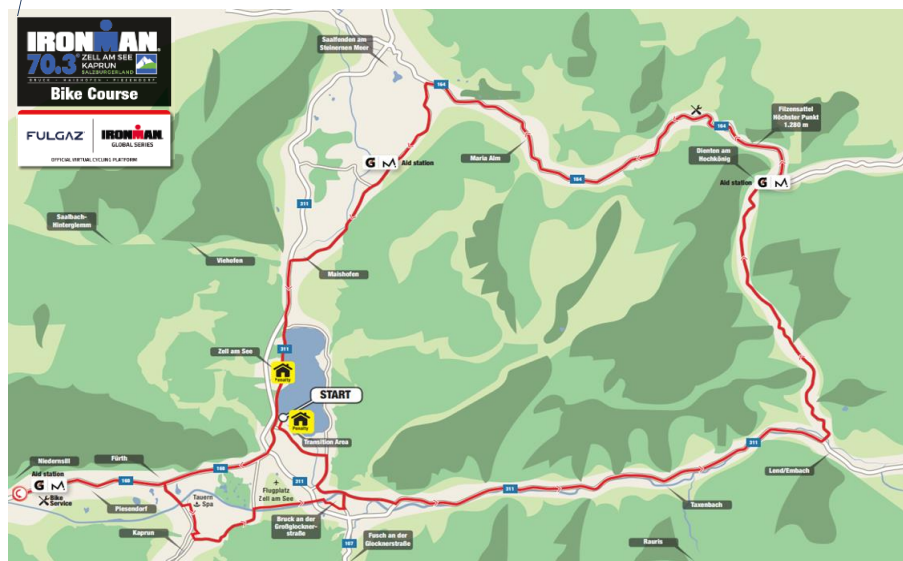 IRONMAN
70.3 ZELL AM SEE
KAPRUN
SALZBURGERLAND
BRUCK · MAISHOFEN · PIESENDORF
Bike Course
FULGAZ
IRONMAN
GLOBAL SERIES
OFFICIAL VIRTUAL CYCLING PLATFORM
Saalfelden am
Steinernen Meer
164
Filzensattel
Höchster Punkt
1.280 m
164
Maria Alm
Dienten am
Hochkönig
G Aid station
164
Aid station G
311
Saalbach-
Hinterglemm
Viehofen
Maishofen
311
Zell am See
Penalty
START
Penalty
Transition Area
Niedernsill
Fürth
168
311
Lend/Embach
Aid station
G
168
311
311
Flugplatz
Zell am See
Bike
Service
Piesendorf
Tauern
Spa
Taxenbach
Bruck an der
Großglockner-
straße
Kaprun
Fusch an der
Glocknerstraße
107
Rauris